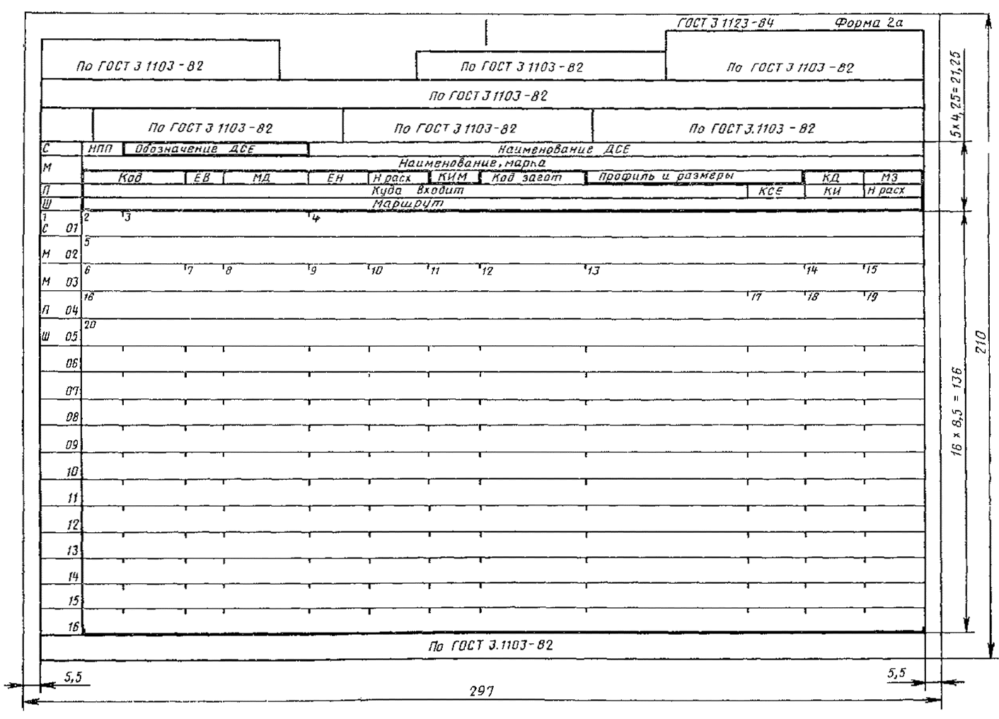 ГОСТ 3 1123-84 Форма 2а
По ГОСТ 3 1103-82 По ГОСТ 3 1103-82 По ГОСТ 3 1103-82
По ГОСТ 3 1103-82
По ГОСТ 3 1103-82 По ГОСТ 3 1103-82 По ГОСТ 3.1103-82
С НПП Обозначение ДСЕ Наименование ДСЕ
М Наименование, марка
Код ЕВ МД ЕН Н расх КИМ Код загот Профиль и размеры КД МЗ
П Куда входит КСЕ КИ Н расх
Ш Маршрут
1 2 3 4
С 01
5
М 02
6 7 8 9 10 11 12 13 14 15
М 03
16 17 18 19
П 04
20
Ш 05
06
07
08
09
10
11
12
13
14
15
16
По ГОСТ 3.1103-82
5×4,25=21,25
16 × 8,5 = 136
210
5,5
5,5
297